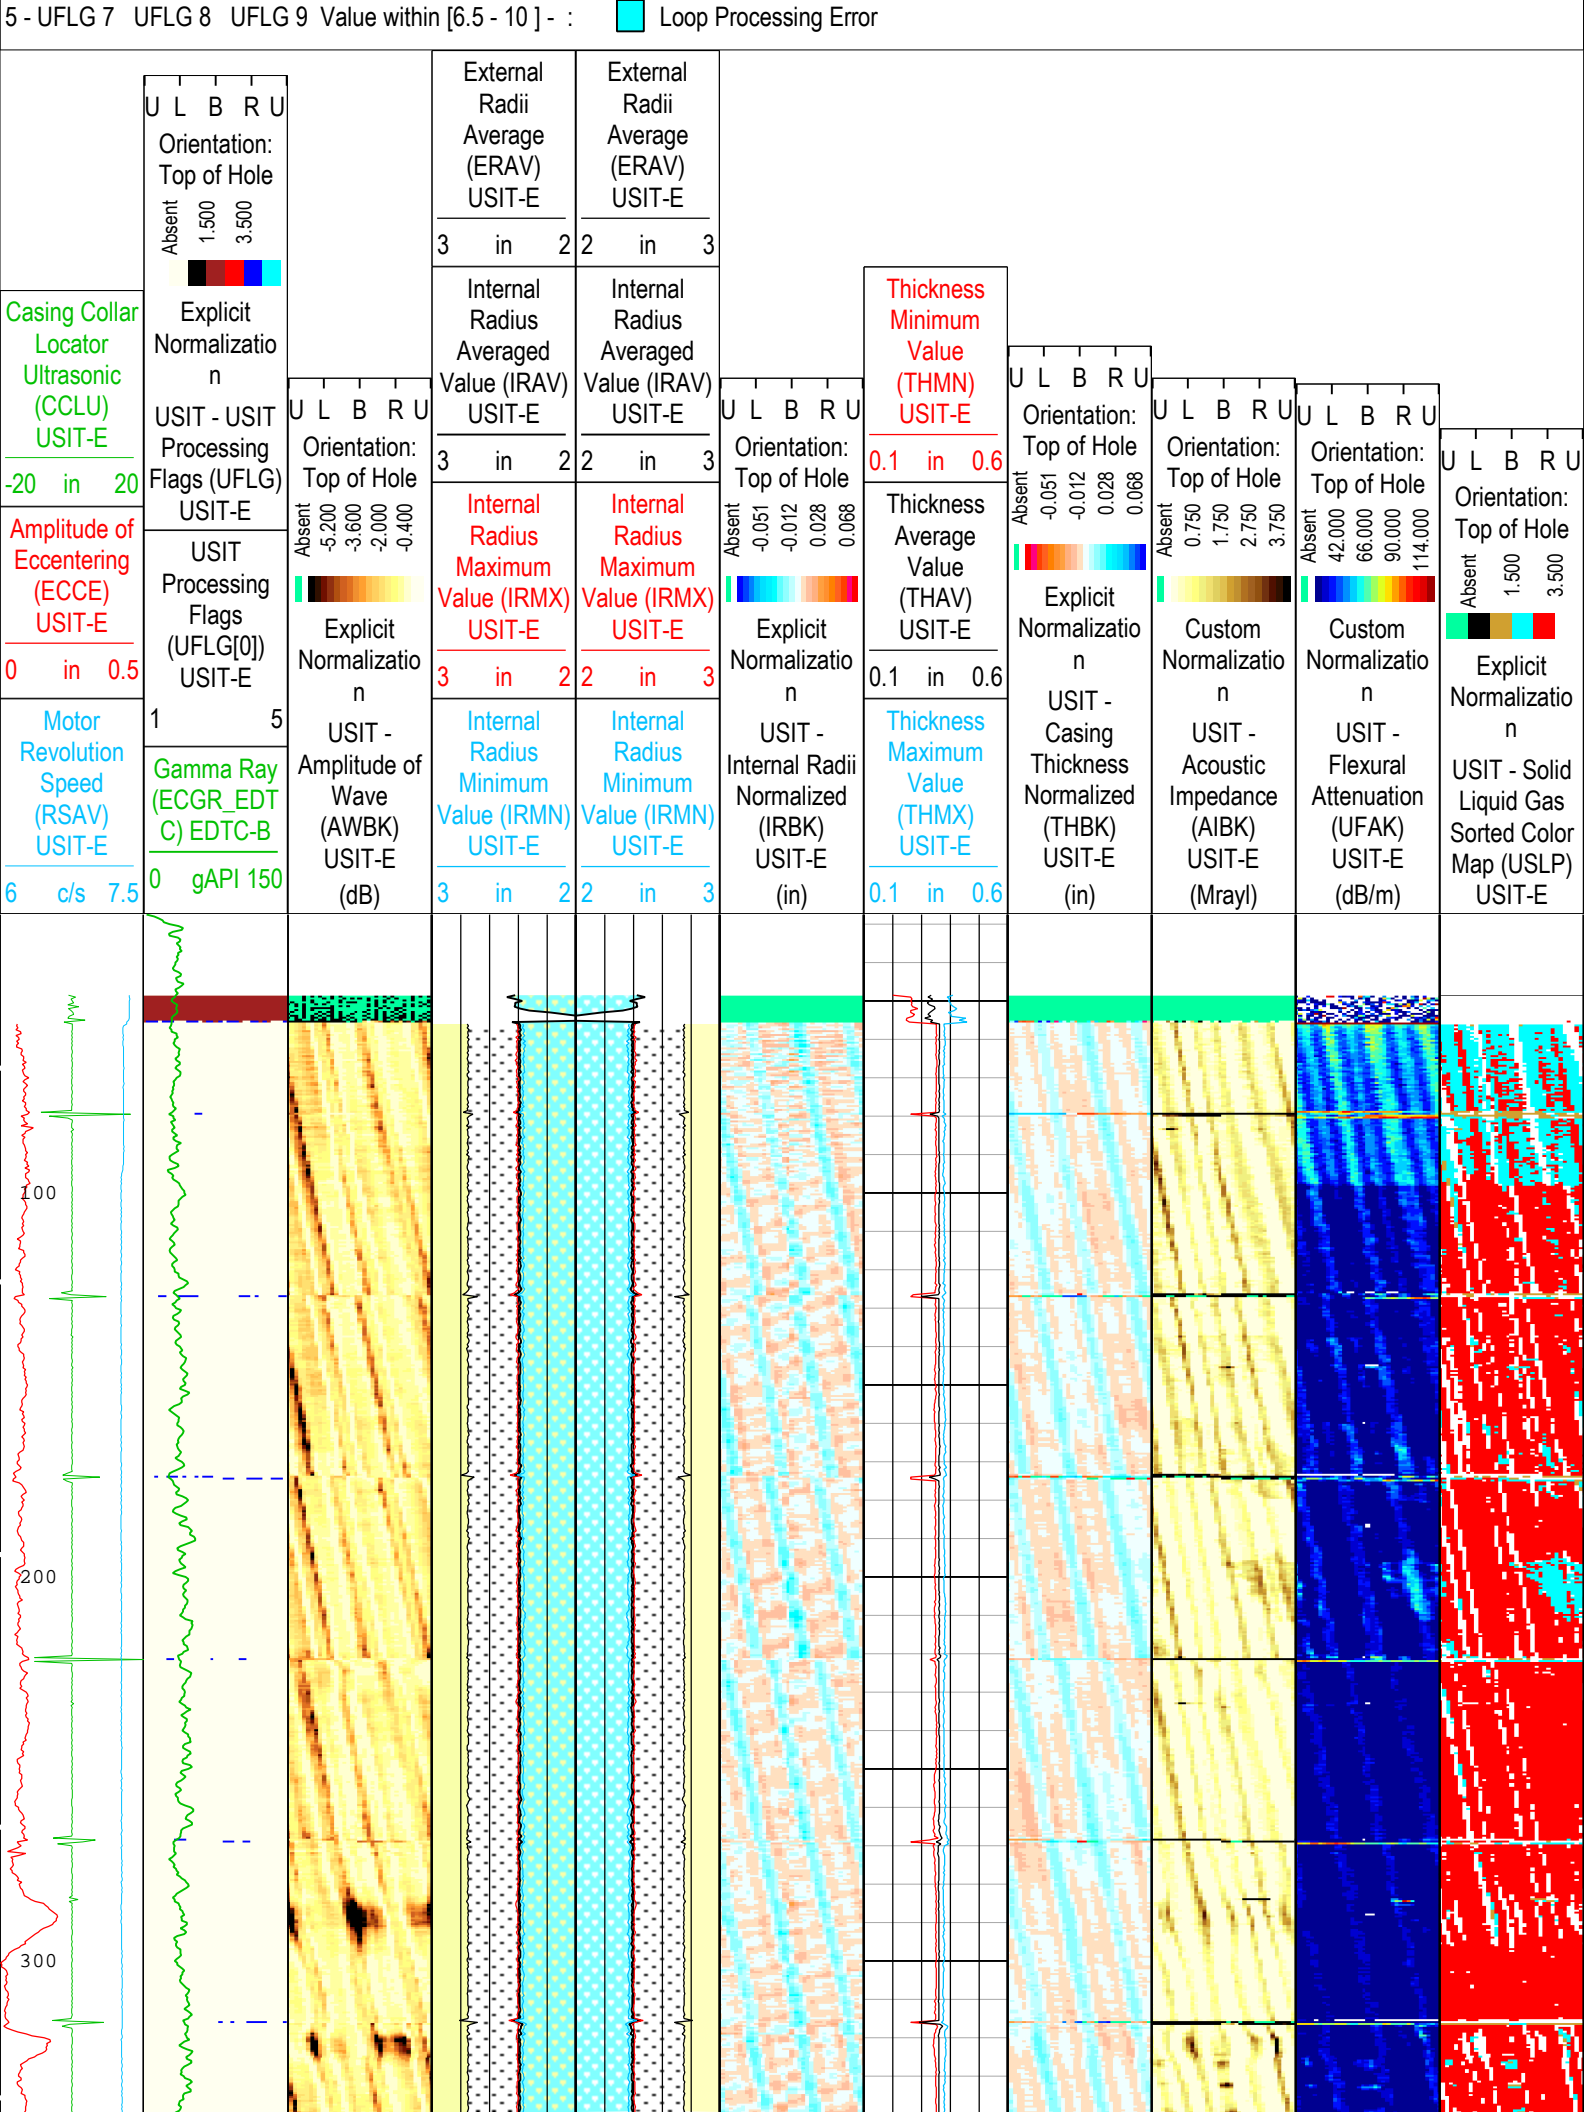 5 - UFLG 7 UFLG 8 UFLG 9 Value within [6.5 - 10 ] - : Loop Processing Error
Casing Collar
Locator
Ultrasonic
(CCLU)
USIT-E
-20 in 20
Amplitude of
Eccentering
(ECCE)
USIT-E
0 in 0.5
Motor
Revolution
Speed
(RSAV)
USIT-E
6 c/s 7.5
U L B R U
Orientation:
Top of Hole
Absent 1.500 3.500
Explicit
Normalizatio
n
USIT - USIT
Processing
Flags (UFLG)
USIT-E
USIT
Processing
Flags
(UFLG[0])
USIT-E
1 5
Gamma Ray
(ECGR_EDT
C) EDTC-B
0 gAPI 150
U L B R U
Orientation:
Top of Hole
Absent -5.200 -3.600 -2.000 -0.400
Explicit
Normalizatio
n
USIT -
Amplitude of
Wave
(AWBK)
USIT-E
(dB)
External
Radii
Average
(ERAV)
USIT-E
3 in 2
Internal
Radius
Averaged
Value (IRAV)
USIT-E
3 in 2
Internal
Radius
Maximum
Value (IRMX)
USIT-E
3 in 2
Internal
Radius
Minimum
Value (IRMN)
USIT-E
3 in 2
External
Radii
Average
(ERAV)
USIT-E
2 in 3
Internal
Radius
Averaged
Value (IRAV)
USIT-E
2 in 3
Internal
Radius
Maximum
Value (IRMX)
USIT-E
2 in 3
Internal
Radius
Minimum
Value (IRMN)
USIT-E
2 in 3
U L B R U
Orientation:
Top of Hole
Absent -0.051 -0.012 0.028 0.068
Explicit
Normalizatio
n
USIT -
Internal Radii
Normalized
(IRBK)
USIT-E
(in)
Thickness
Minimum
Value
(THMN)
USIT-E
0.1 in 0.6
Thickness
Average
Value
(THAV)
USIT-E
0.1 in 0.6
Thickness
Maximum
Value
(THMX)
USIT-E
0.1 in 0.6
U L B R U
Orientation:
Top of Hole
Absent -0.051 -0.012 0.028 0.068
Explicit
Normalizatio
n
USIT -
Casing
Thickness
Normalized
(THBK)
USIT-E
(in)
U L B R U
Orientation:
Top of Hole
Absent 0.750 1.750 2.750 3.750
Custom
Normalizatio
n
USIT -
Acoustic
Impedance
(AIBK)
USIT-E
(Mrayl)
U L B R U
Orientation:
Top of Hole
Absent 42.000 66.000 90.000 114.000
Custom
Normalizatio
n
USIT -
Flexural
Attenuation
(UFAK)
USIT-E
(dB/m)
U L B R U
Orientation:
Top of Hole
Absent 1.500 3.500
Explicit
Normalizatio
n
USIT - Solid
Liquid Gas
Sorted Color
Map (USLP)
USIT-E
100
200
300